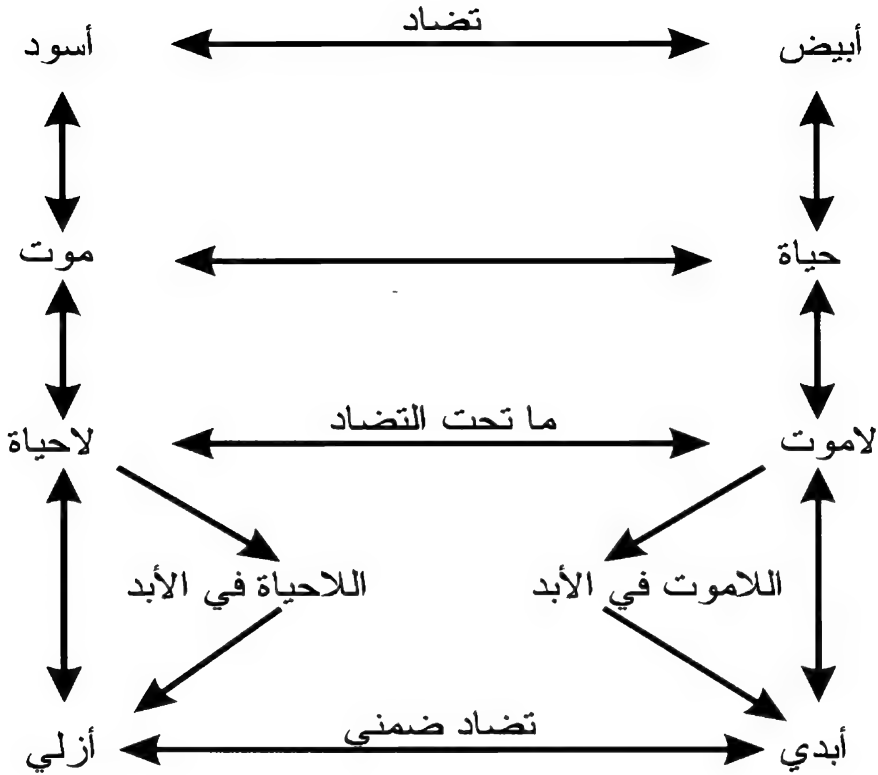 تضاد
أبيض أسود
حياة موت
ما تحت التضاد
لاموت لاحياة
اللاموت في الأبد اللاحياة في الأبد
تضاد ضمني
أبدي أزلي